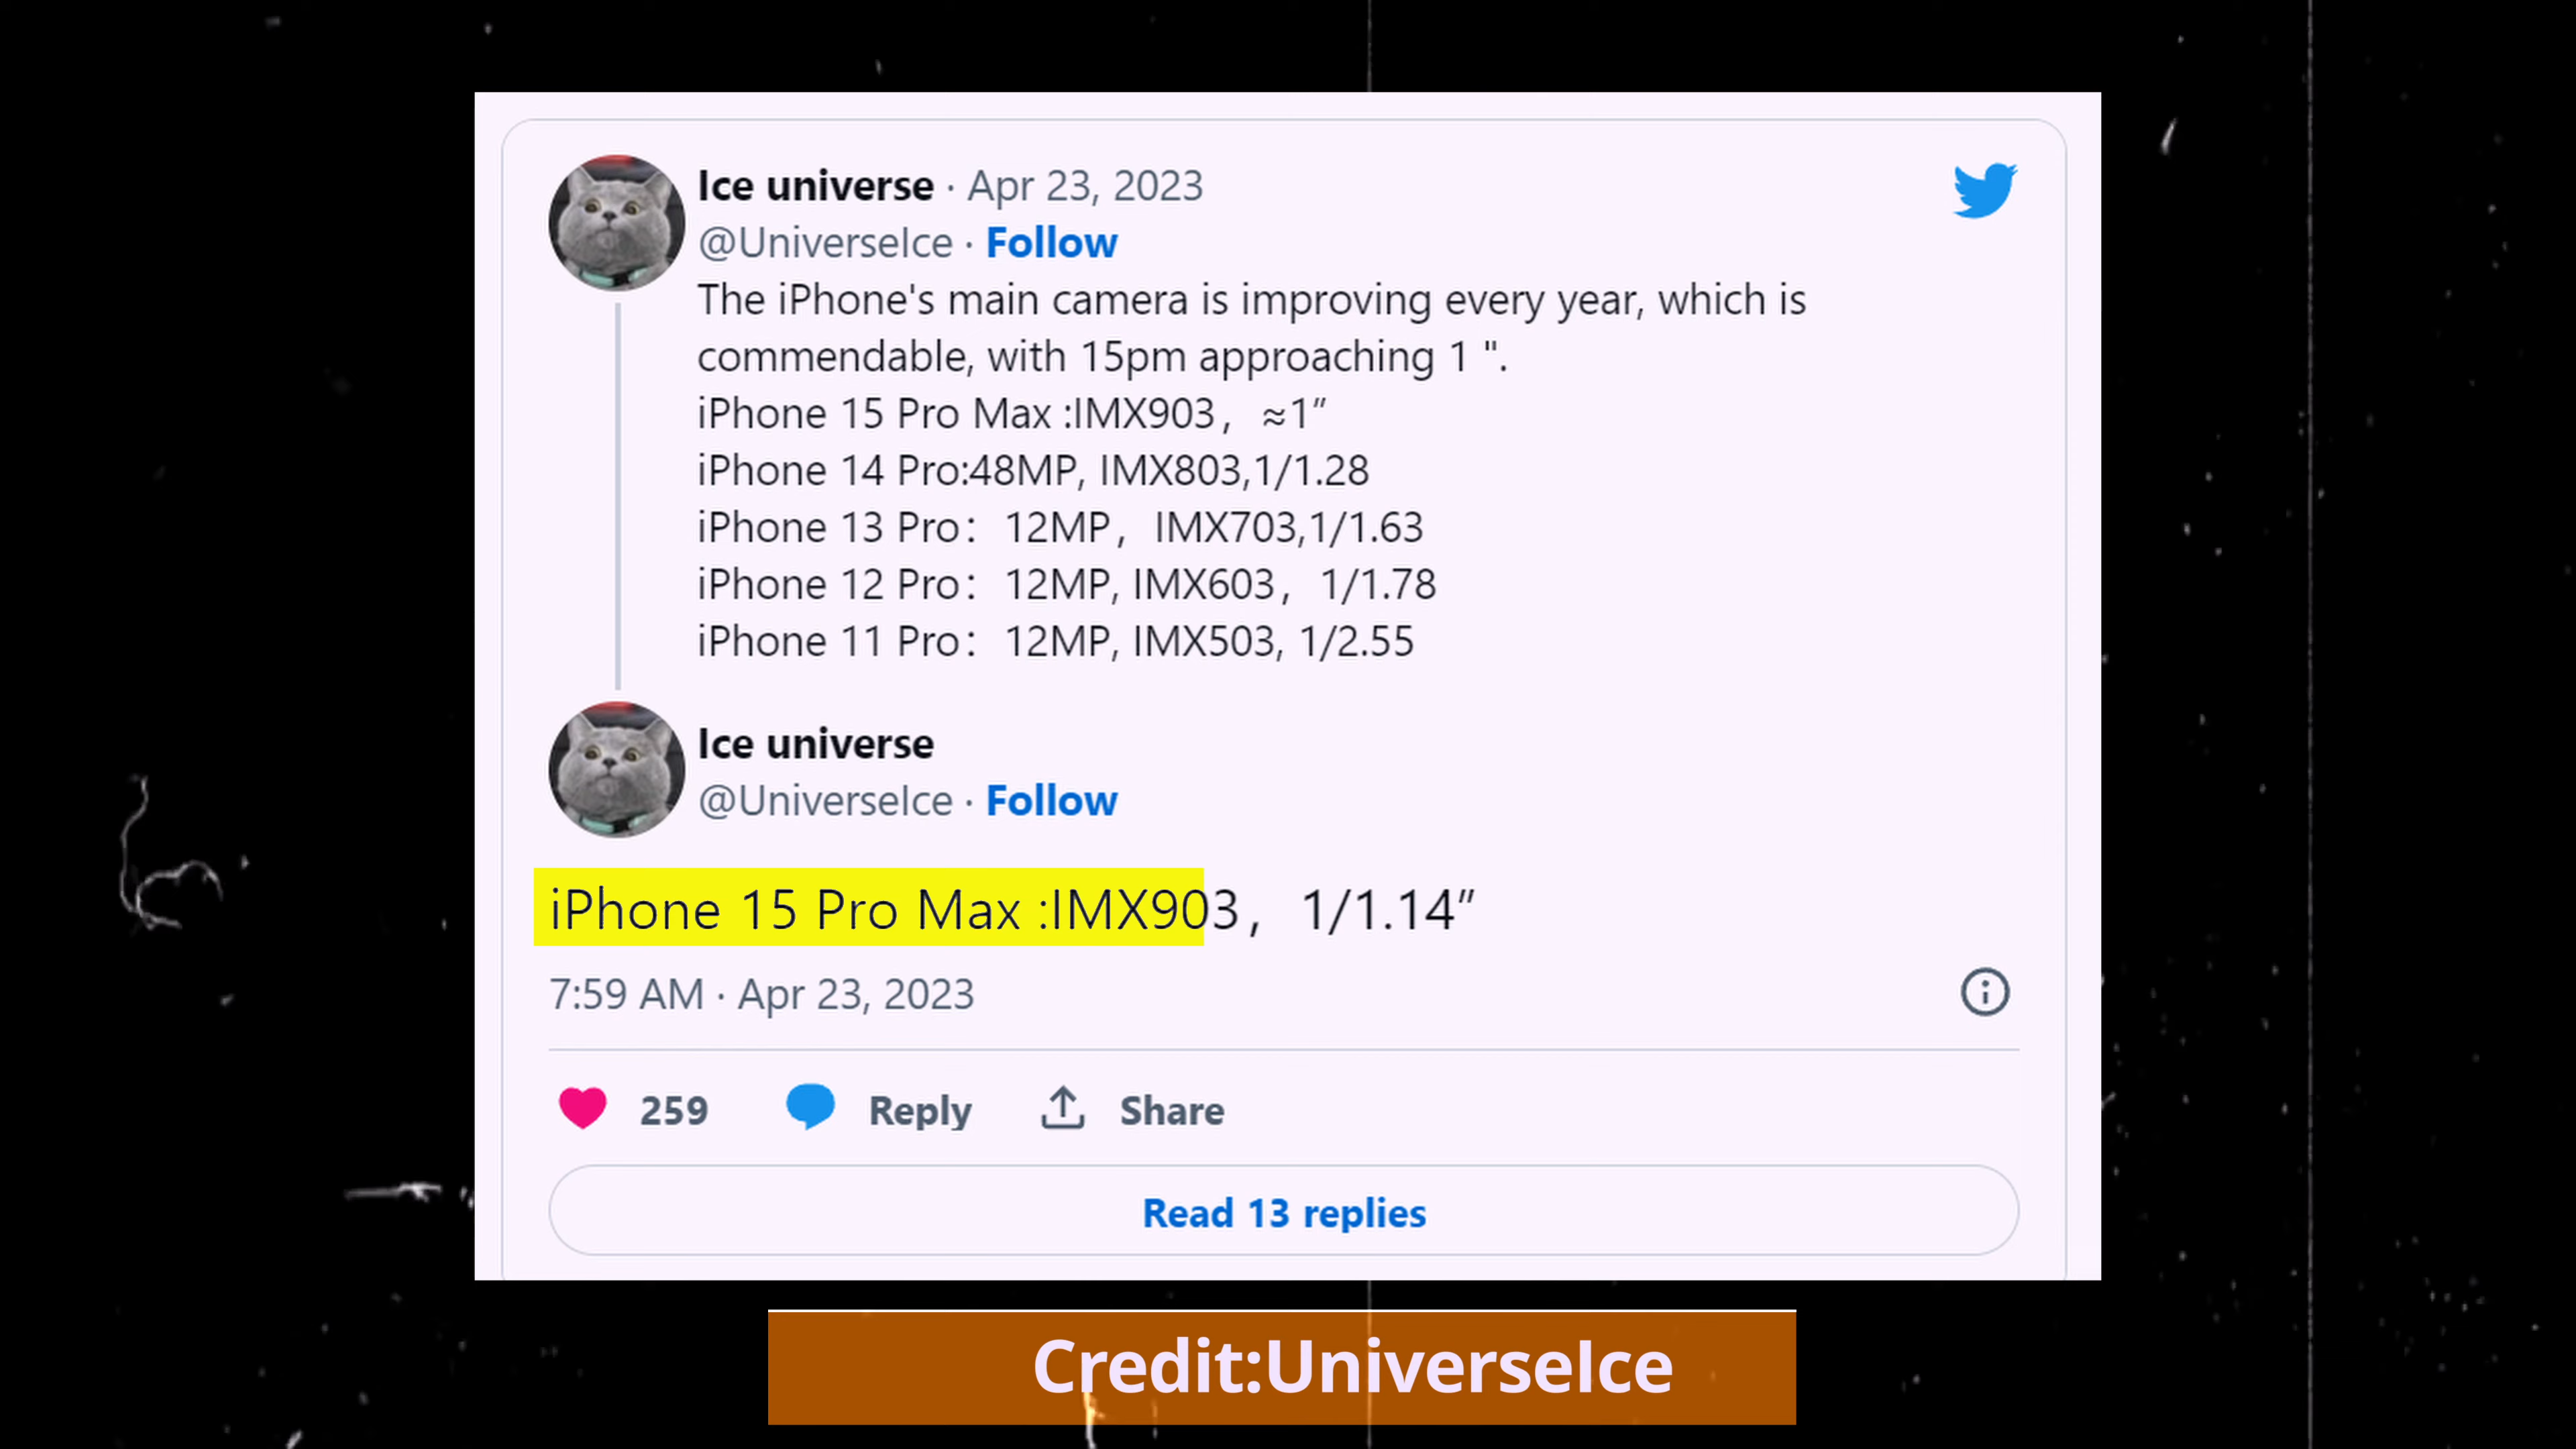 Ice universe · Apr 23, 2023
@UniverseIce · Follow
The iPhone's main camera is improving every year, which is
commendable, with 15pm approaching 1 ".
iPhone 15 Pro Max :IMX903， ≈1″
iPhone 14 Pro:48MP, IMX803,1/1.28
iPhone 13 Pro： 12MP， IMX703,1/1.63
iPhone 12 Pro： 12MP, IMX603， 1/1.78
iPhone 11 Pro： 12MP, IMX503, 1/2.55
Ice universe
@UniverseIce · Follow
iPhone 15 Pro Max :IMX903， 1/1.14″
7:59 AM · Apr 23, 2023
259 Reply Share
Read 13 replies
Credit:UniverseIce